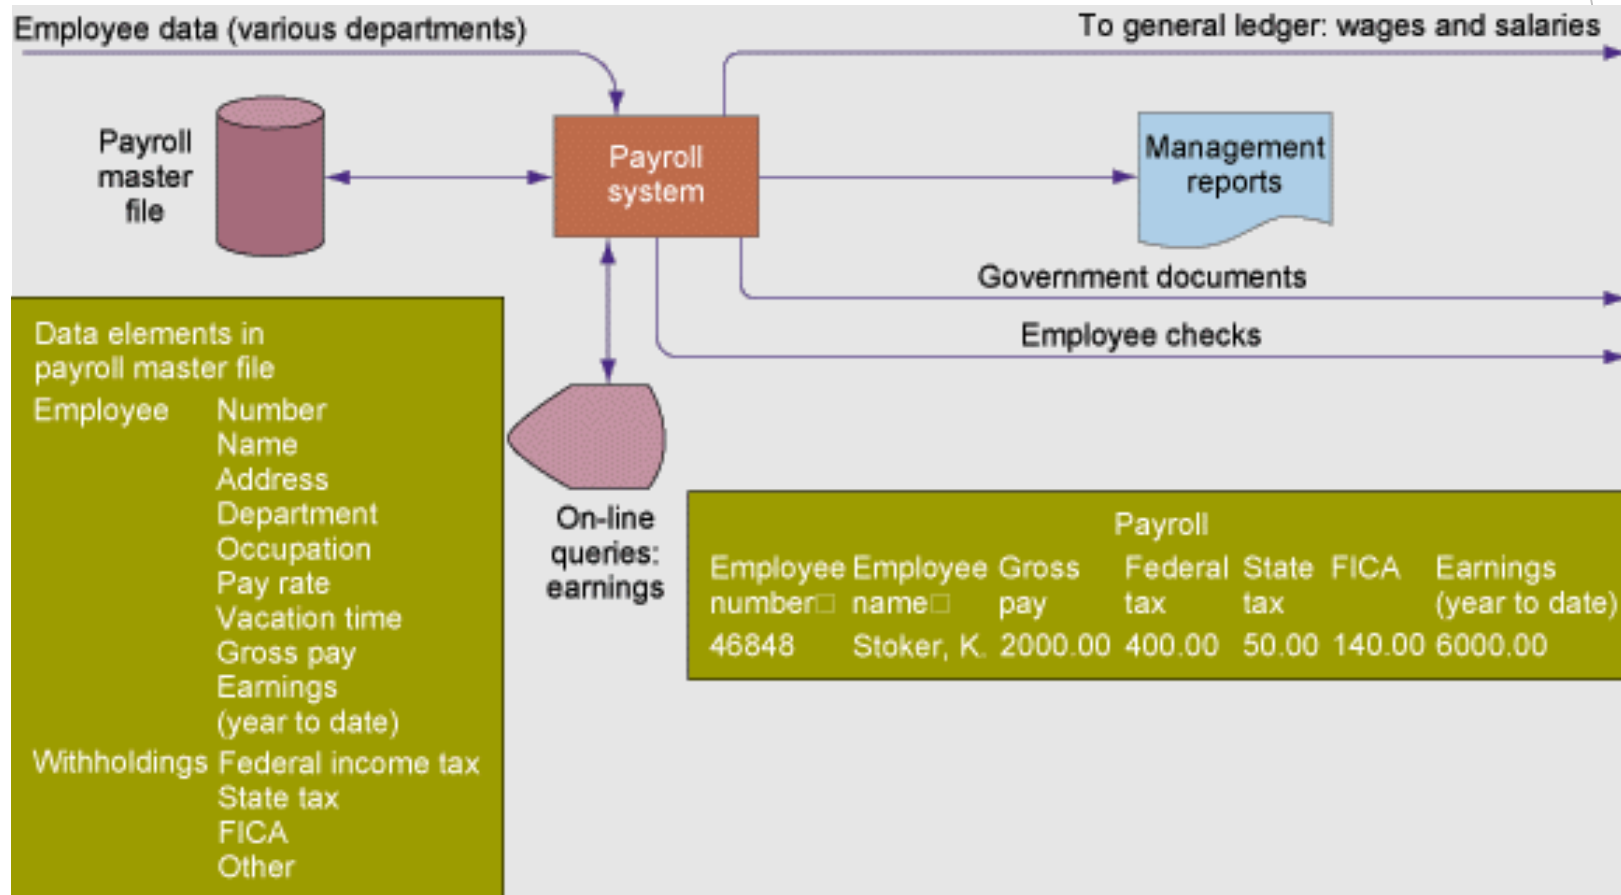 Employee data (various departments)
To general ledger: wages and salaries
Payroll
master
file
Payroll
system
Management
reports
Government documents
Employee checks
Data elements in
payroll master file
Employee Number
Name
Address
Department
Occupation
Pay rate
Vacation time
Gross pay
Earnings
(year to date)
Withholdings Federal income tax
State tax
FICA
Other
On-line
queries:
earnings
Payroll
Employee Employee Gross Federal State FICA Earnings
number□ name□ pay tax tax (year to date)
46848 Stoker, K. 2000.00 400.00 50.00 140.00 6000.00